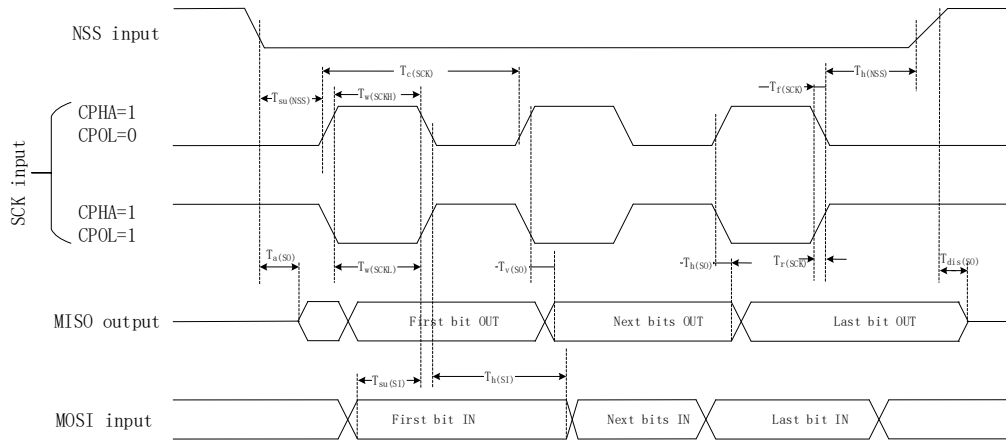 NSS input
Tc(SCK)
Th(NSS)
Tsu(NSS)
Tw(SCKH)
Tf(SCK)
CPHA=1
CPOL=0
SCK input
CPHA=1
CPOL=1
Ta(SO)
Tw(SCKL)
Tv(SO)
Th(SO)
Tr(SCK)
Tdis(SO)
MISO output
First bit OUT
Next bits OUT
Last bit OUT
Tsu(SI)
Th(SI)
MOSI input
First bit IN
Next bits IN
Last bit IN